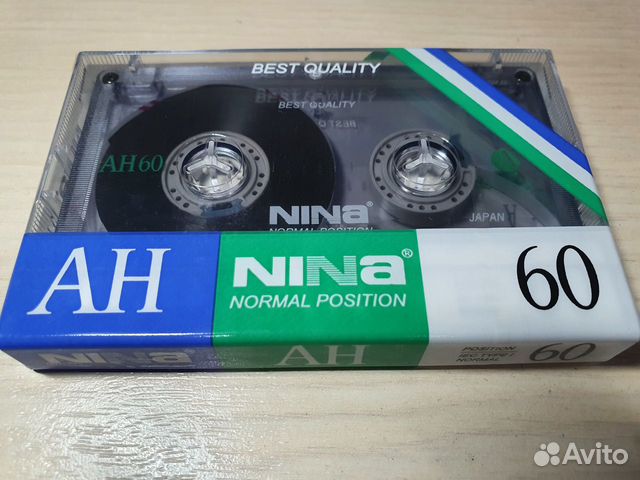 BEST QUALITY
BEST QUALITY
AH60
NINa®
NORMAL POSITION
JAPAN
AH
NINa®
NORMAL POSITION
60
NINa
AH
POSITION
IEC TYPE I
NORMAL
60
Avito